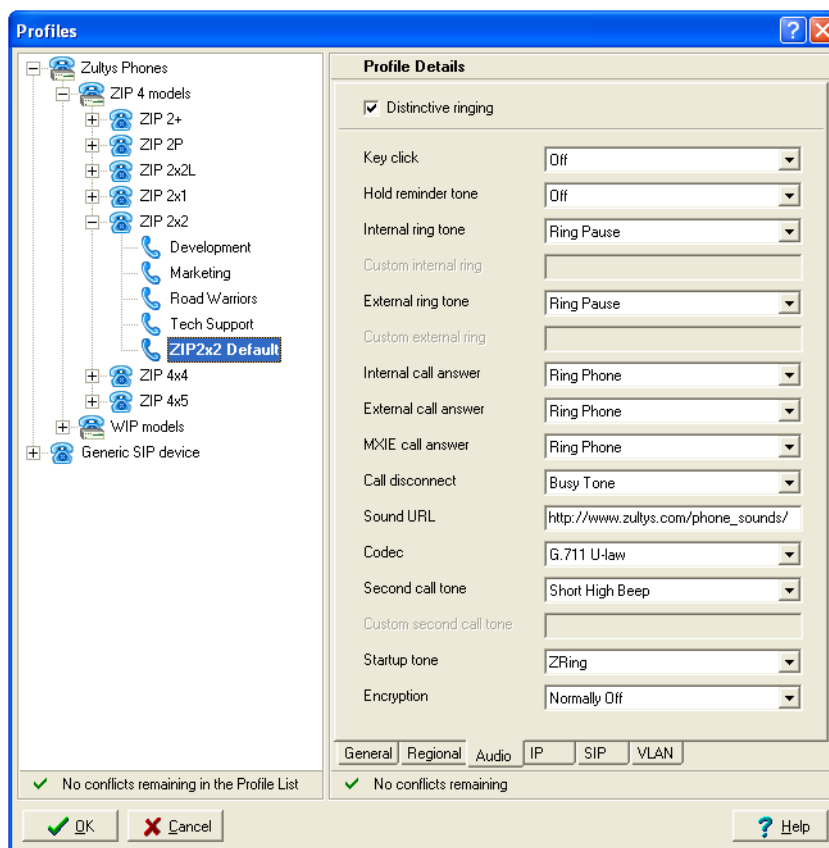 Profiles
Zultys Phones
ZIP 4 models
ZIP 2+
ZIP 2P
ZIP 2x2L
ZIP 2x1
ZIP 2x2
Development
Marketing
Road Warriors
Tech Support
ZIP2x2 Default
ZIP 4x4
ZIP 4x5
WIP models
Generic SIP device
No conflicts remaining in the Profile List
Profile Details
Distinctive ringing
Key click Off
Hold reminder tone Off
Internal ring tone Ring Pause
Custom internal ring
External ring tone Ring Pause
Custom external ring
Internal call answer Ring Phone
External call answer Ring Phone
MXIE call answer Ring Phone
Call disconnect Busy Tone
Sound URL http://www.zultys.com/phone_sounds/
Codec G.711 U-law
Second call tone Short High Beep
Custom second call tone
Startup tone ZRing
Encryption Normally Off
General Regional Audio IP SIP VLAN
No conflicts remaining
OK Cancel ? Help